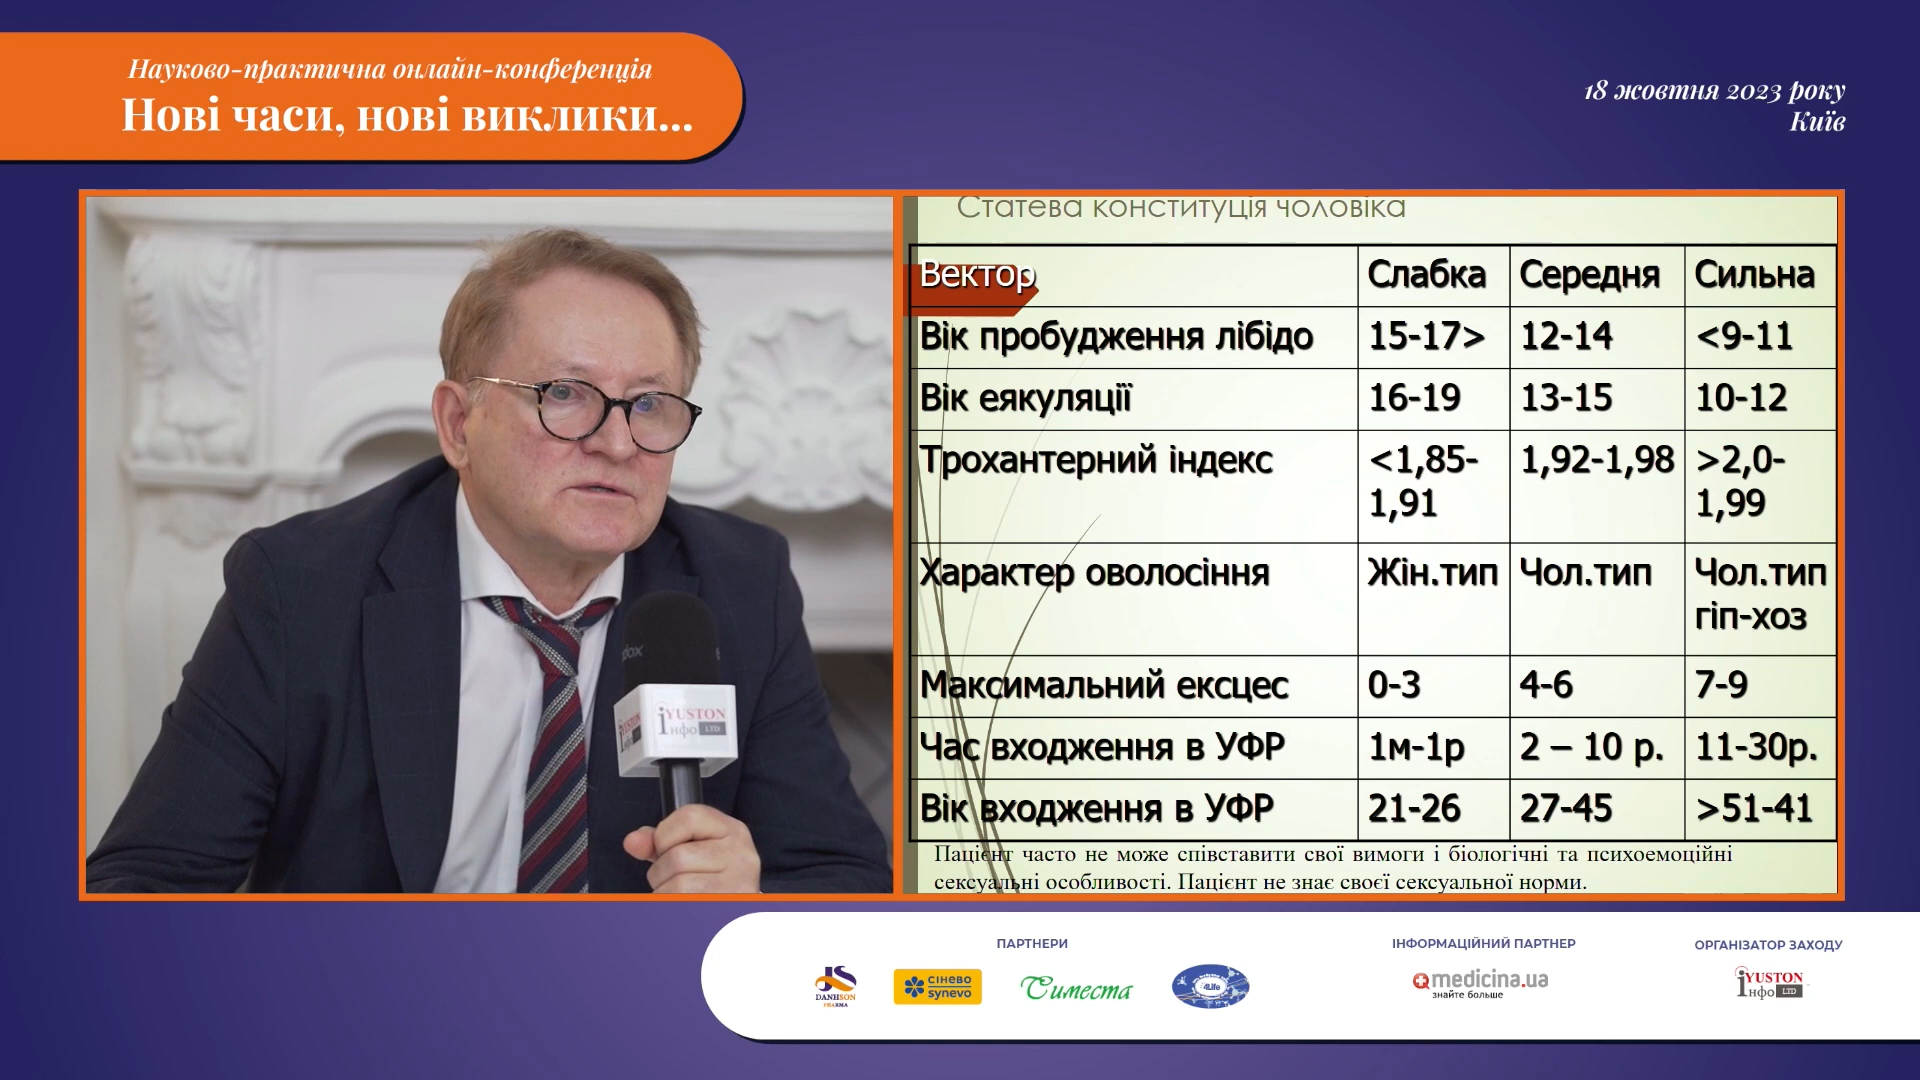 Науково-практична онлайн-конференція
Нові часи, нові виклики...
18 жовтня 2023 року
Київ
Статева конституція чоловіка
Вектор Слабка Середня Сильна
Вік пробудження лібідо 15-17> 12-14 <9-11
Вік еякуляції 16-19 13-15 10-12
Трохантерний індекс <1,85- 1,92-1,98 >2,0-
1,91 1,99
Характер оволосіння Жін.тип Чол.тип Чол.тип
гіп-хоз
Максимальний ексцес 0-3 4-6 7-9
Час входження в УФР 1м-1р 2 – 10 р. 11-30р.
Вік входження в УФР 21-26 27-45 >51-41
Пацієнт часто не може співставити свої вимоги і біологічні та психоемоційні
сексуальні особливості. Пацієнт не знає своєї сексуальної норми.
YUSTON
інфо LTD
ПАРТНЕРИ
ІНФОРМАЦІЙНИЙ ПАРТНЕР
ОРГАНІЗАТОР ЗАХОДУ
DANHSON
PHARMA
сінево
synevo
Симеста
4Life
medicina.ua
знайте больше
YUSTON
інфо LTD